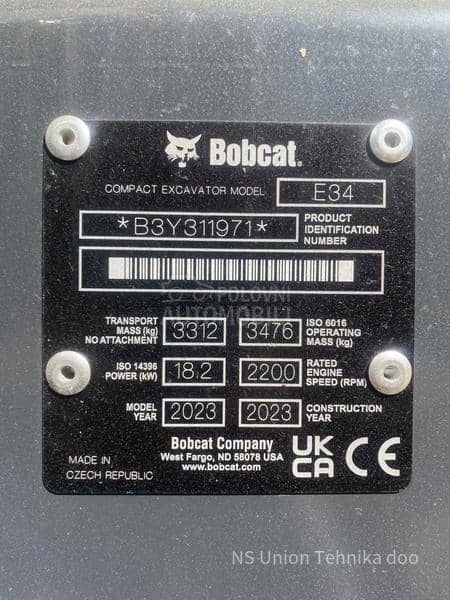 Bobcat.
COMPACT EXCAVATOR MODEL E34
*B3Y311971* PRODUCT IDENTIFICATION NUMBER
POLOVNI
AUTOMOBILI
TRANSPORT MASS (kg) NO ATTACHMENT 3312 3476 ISO 6016 OPERATING MASS (kg)
ISO 14396 POWER (kW) 18.2 2200 RATED ENGINE SPEED (RPM)
MODEL YEAR 2023 2023 CONSTRUCTION YEAR
Bobcat Company
West Fargo, ND 58078 USA
www.bobcat.com
MADE IN
CZECH REPUBLIC
UK
CA CE
NS Union Tehnika doo